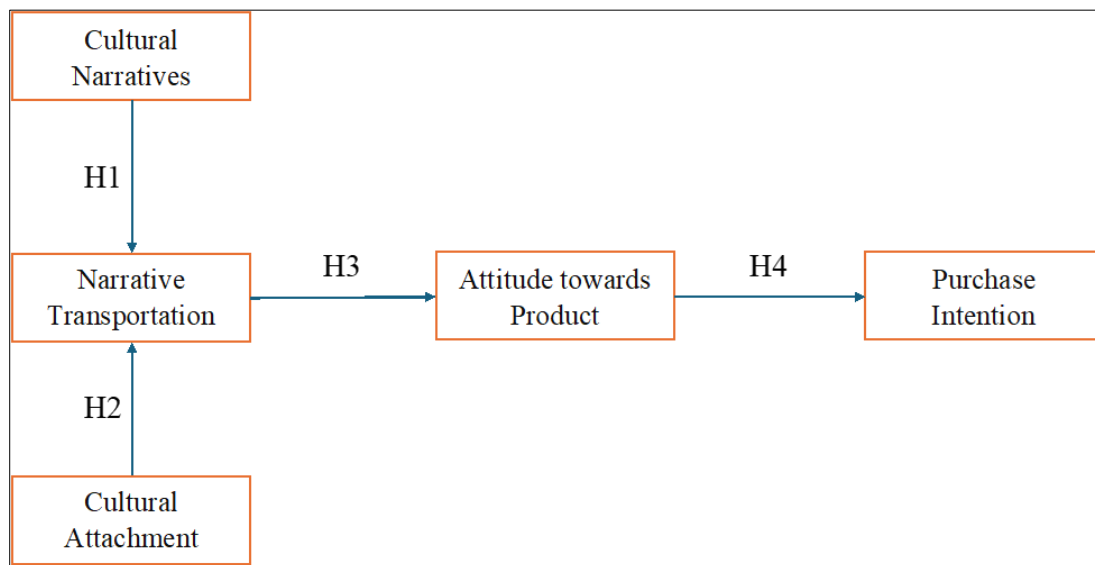 Cultural
Narratives
H1
Narrative
Transportation
H3
Attitude towards
Product
H4
Purchase
Intention
H2
Cultural
Attachment